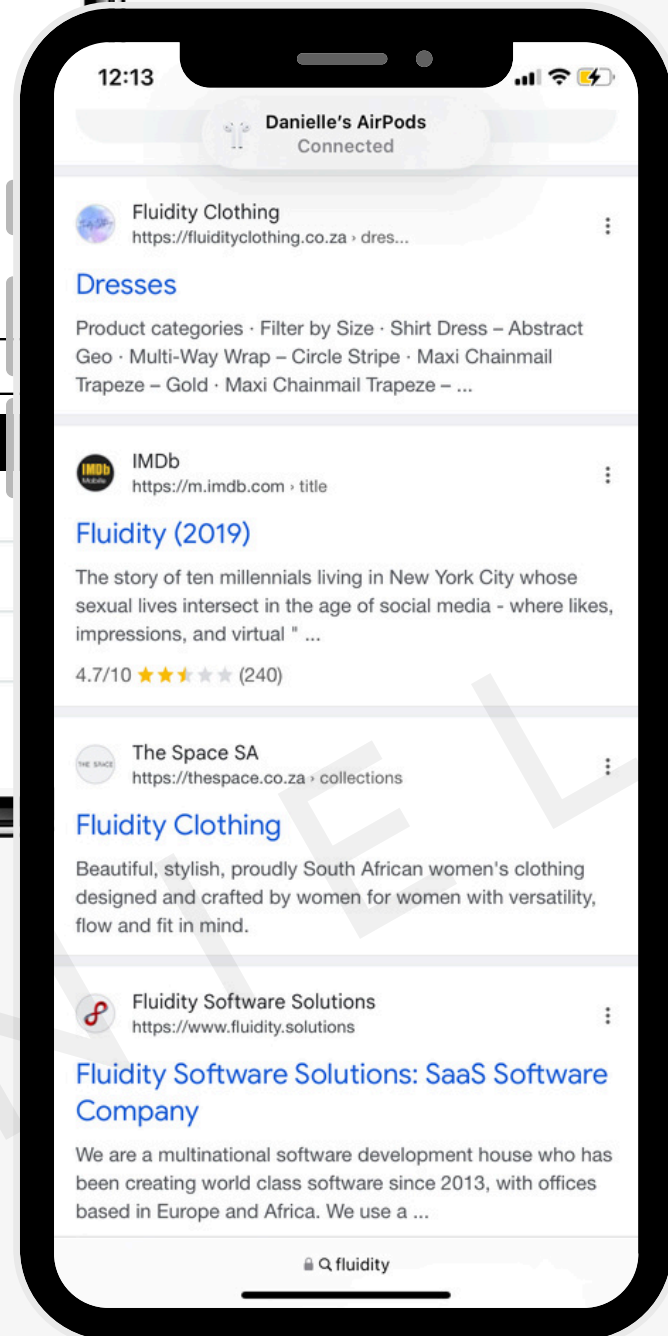 12:13
Danielle's AirPods
Connected
Fluidity Clothing
https://fluidityclothing.co.za › dres...
Dresses
Product categories · Filter by Size · Shirt Dress – Abstract
Geo · Multi-Way Wrap – Circle Stripe · Maxi Chainmail
Trapeze – Gold · Maxi Chainmail Trapeze – ...
IMDb
Mobile
IMDb
https://m.imdb.com › title
Fluidity (2019)
The story of ten millennials living in New York City whose
sexual lives intersect in the age of social media - where likes,
impressions, and virtual " ...
4.7/10 ★★★★★ (240)
THE SPACE
The Space SA
https://thespace.co.za › collections
Fluidity Clothing
Beautiful, stylish, proudly South African women's clothing
designed and crafted by women for women with versatility,
flow and fit in mind.
Fluidity Software Solutions
https://www.fluidity.solutions
Fluidity Software Solutions: SaaS Software
Company
We are a multinational software development house who has
been creating world class software since 2013, with offices
based in Europe and Africa. We use a ...
fluidity
N I E L